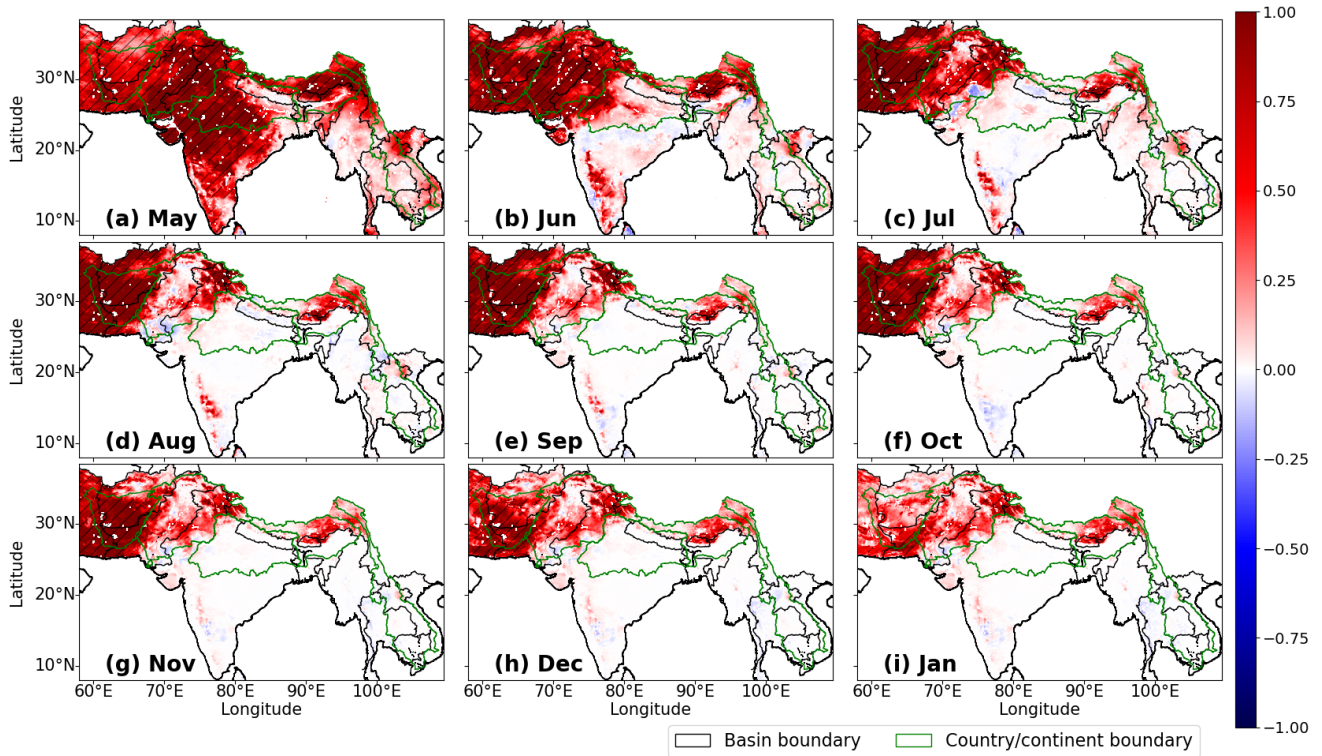 1.00
30°N
Latitude
20°N
10°N
(a) May
(b) Jun
(c) Jul
0.75
0.50
30°N
Latitude
20°N
10°N
(d) Aug
(e) Sep
(f) Oct
0.25
0.00
−0.25
30°N
Latitude
20°N
10°N
(g) Nov
(h) Dec
(i) Jan
−0.50
−0.75
−1.00
60°E 70°E 80°E 90°E 100°E
60°E 70°E 80°E 90°E 100°E
60°E 70°E 80°E 90°E 100°E
Longitude
Longitude
Longitude
Basin boundary
Country/continent boundary